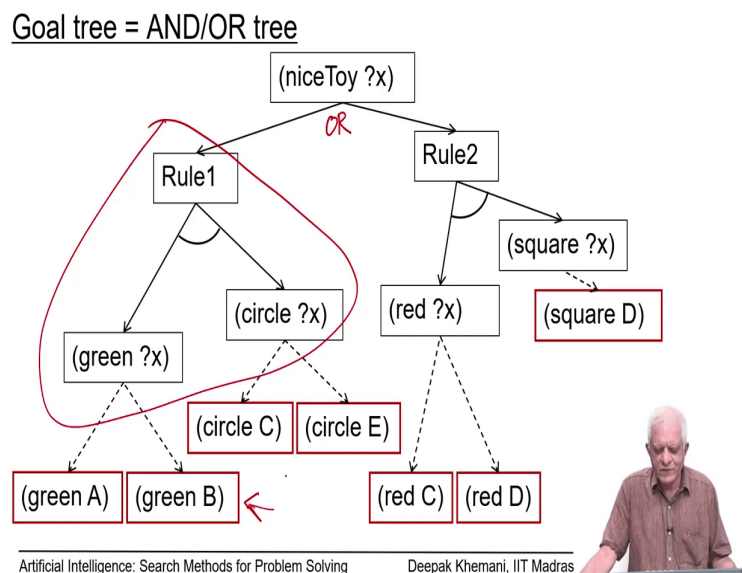 Goal tree = AND/OR tree
(niceToy ?x)
OR
Rule1
Rule2
(square ?x)
(circle ?x)
(red ?x)
(square D)
(green ?x)
(circle C) (circle E)
(green A) (green B) (red C) (red D)
Artificial Intelligence: Search Methods for Problem Solving Deepak Khemani, IIT Madras